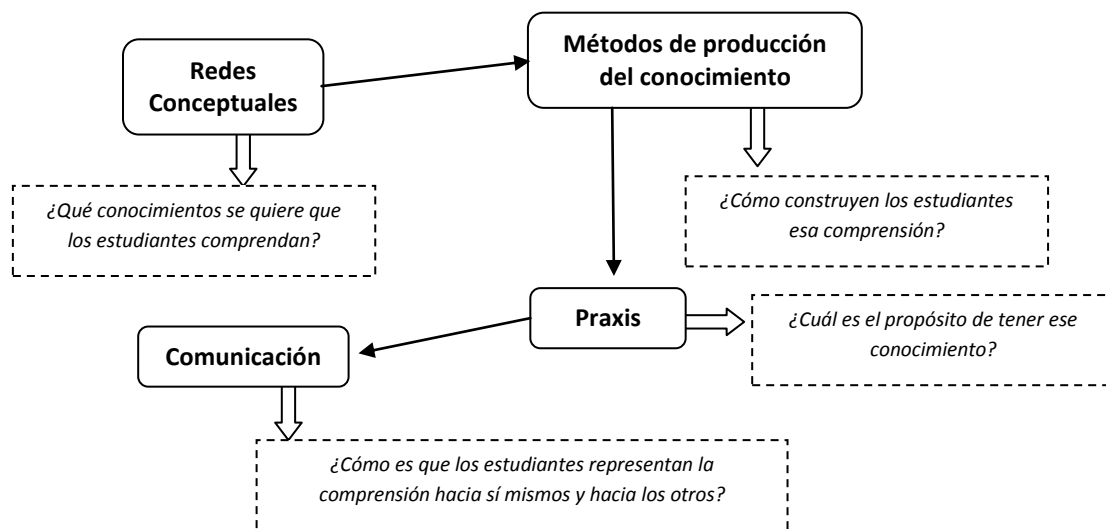 Redes
Conceptuales
Métodos de producción
del conocimiento
¿Qué conocimientos se quiere que
los estudiantes comprendan?
¿Cómo construyen los estudiantes
esa comprensión?
Praxis
¿Cuál es el propósito de tener ese
conocimiento?
Comunicación
¿Cómo es que los estudiantes representan la
comprensión hacia sí mismos y hacia los otros?